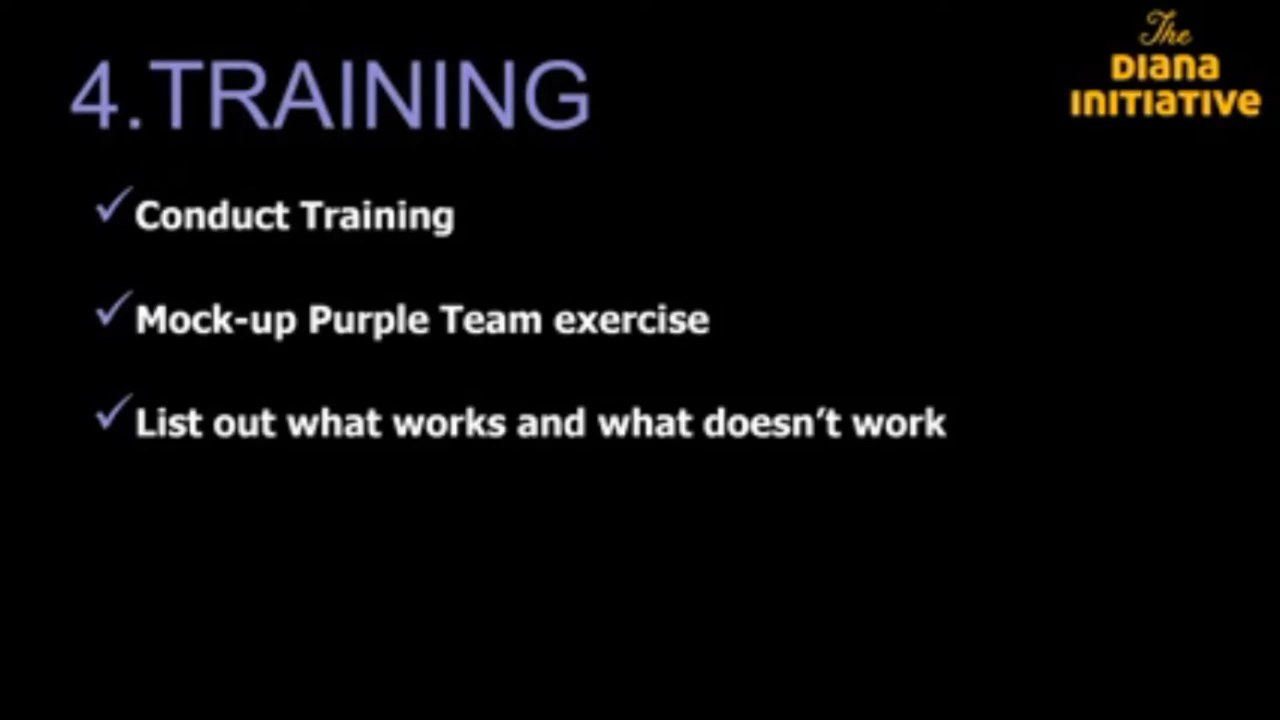 The
DIANA
INITIATIVE
4.TRAINING
✓Conduct Training
✓Mock-up Purple Team exercise
✓List out what works and what doesn’t work